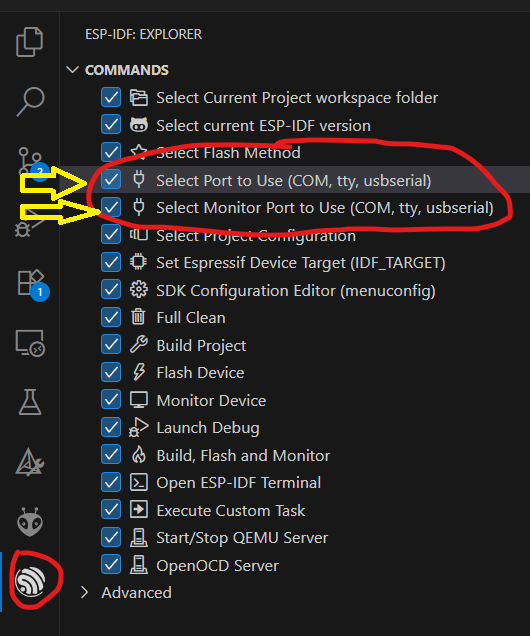 ESP-IDF: EXPLORER
COMMANDS
Select Current Project workspace folder
Select current ESP-IDF version
Select Flash Method
2
Select Port to Use (COM, tty, usbserial)
Select Monitor Port to Use (COM, tty, usbserial)
Select Project Configuration
Set Espressif Device Target (IDF_TARGET)
1
SDK Configuration Editor (menuconfig)
Full Clean
Build Project
Flash Device
Monitor Device
Launch Debug
Build, Flash and Monitor
Open ESP-IDF Terminal
Execute Custom Task
Start/Stop QEMU Server
OpenOCD Server
Advanced